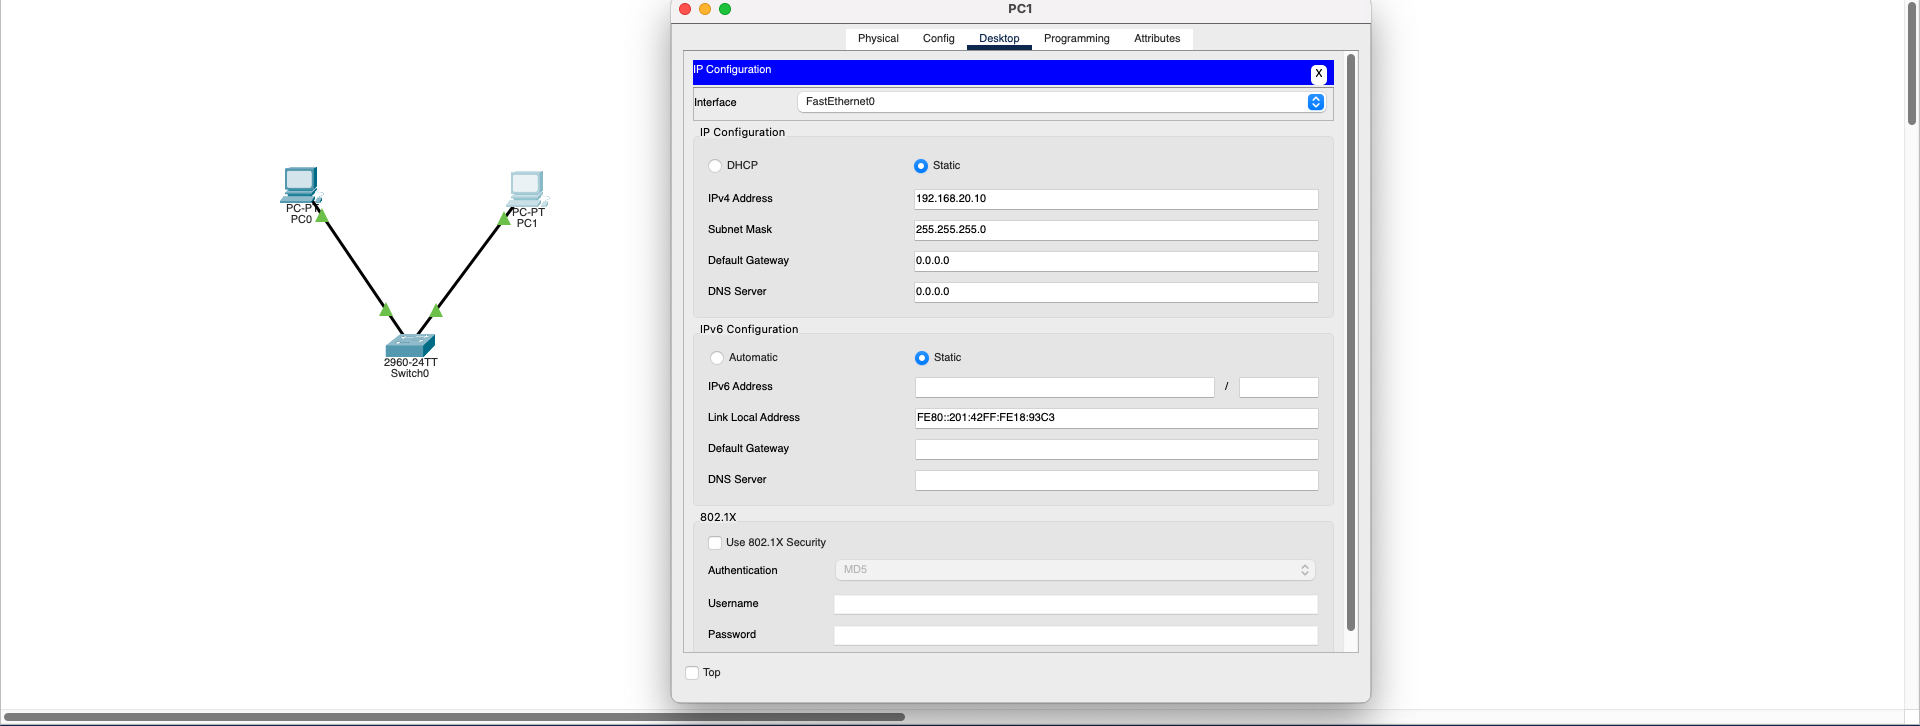 PC1
Physical Config Desktop Programming Attributes
IP Configuration X
Interface FastEthernet0
IP Configuration
DHCP Static
IPv4 Address 192.168.20.10
Subnet Mask 255.255.255.0
Default Gateway 0.0.0.0
DNS Server 0.0.0.0
IPv6 Configuration
Automatic Static
IPv6 Address /
Link Local Address FE80::201:42FF:FE18:93C3
Default Gateway
DNS Server
802.1X
Use 802.1X Security
Authentication MD5
Username
Password
Top
PC-PT
PC0
PC-PT
PC1
2960-24TT
Switch0